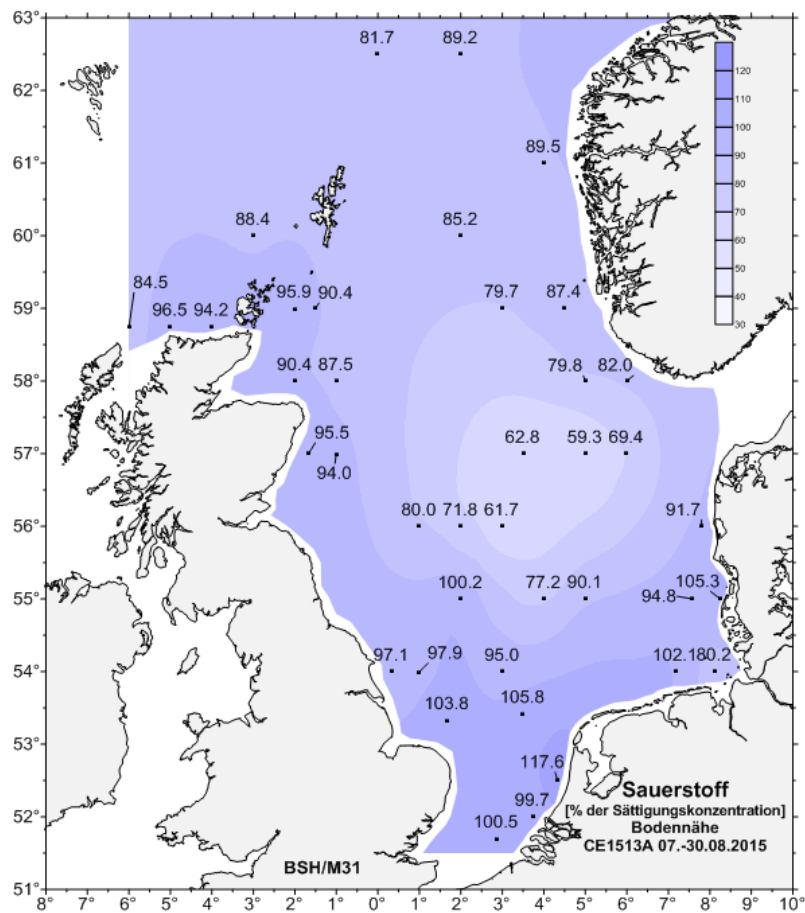 63°
81.7 89.2
120
62°
110
100
89.5
90
61°
80
70
88.4 85.2
60
60°
50
84.5
40
96.5 94.2 95.9 90.4 79.7 87.4
30
59°
90.4 87.5 79.8 82.0
58°
95.5 62.8 59.3 69.4
57°
94.0
80.0 71.8 61.7 91.7
56°
100.2 77.2 90.1 94.8 105.3
55°
97.1 97.9 95.0 102.1 80.2
54°
103.8 105.8
53°
117.6
Sauerstoff
[% der Sättigungskonzentration]
99.7 Bodennähe
52°
100.5 CE1513A 07.-30.08.2015
BSH/M31
51°
8° 7° 6° 5° 4° 3° 2° 1° 0° 1° 2° 3° 4° 5° 6° 7° 8° 9° 10°